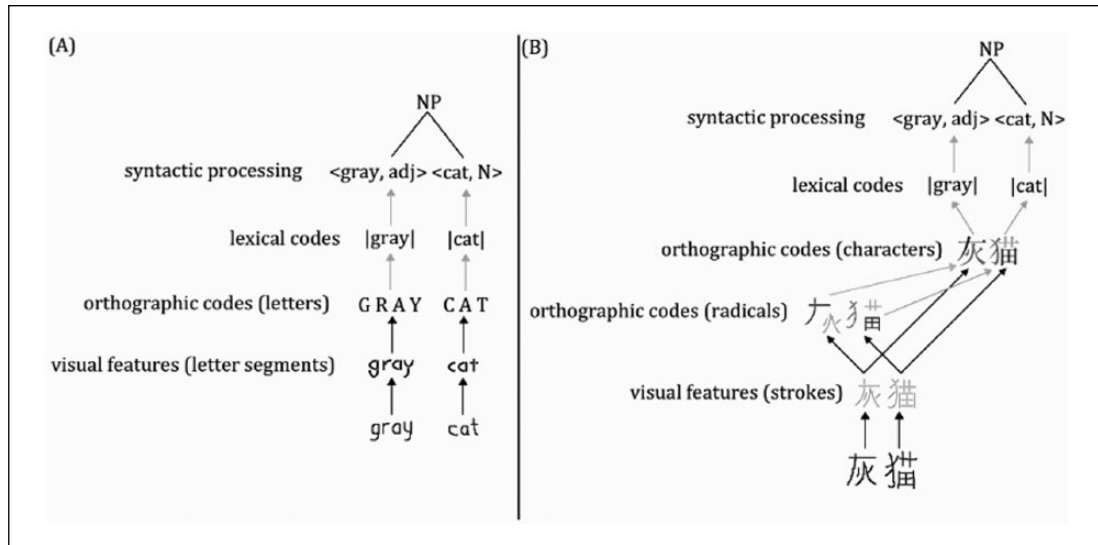 (A)
NP
syntactic processing <gray, adj> <cat, N>
lexical codes |gray| |cat|
orthographic codes (letters) G R A Y C A T
visual features (letter segments) gray cat
gray cat
(B)
NP
syntactic processing <gray, adj> <cat, N>
lexical codes |gray| |cat|
orthographic codes (characters) 灰 猫
orthographic codes (radicals) 𠂇 火 犭 苗
visual features (strokes) 灰 猫
灰 猫